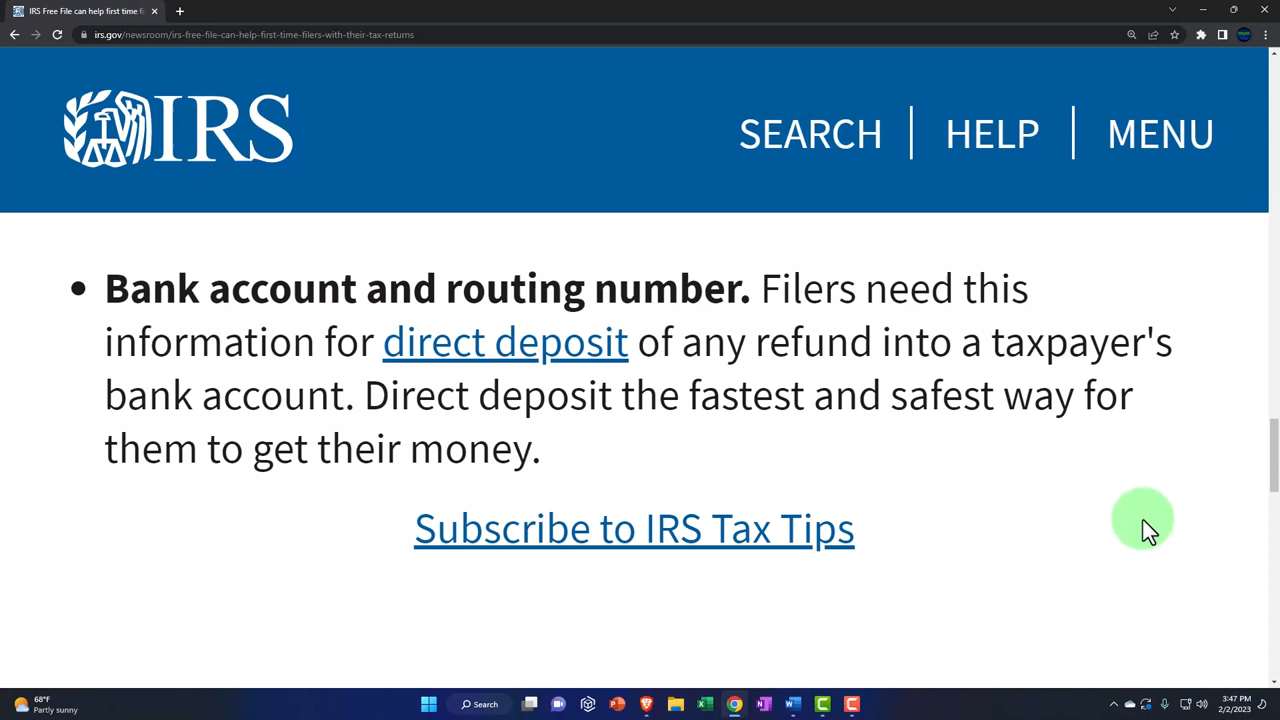 IRS Free File can help first time fi
irs.gov/newsroom/irs-free-file-can-help-first-time-filers-with-their-tax-returns
IRS
SEARCH | HELP | MENU
• Bank account and routing number. Filers need this
information for direct deposit of any refund into a taxpayer's
bank account. Direct deposit the fastest and safest way for
them to get their money.
Subscribe to IRS Tax Tips
68°F
Partly sunny
Search
3:47 PM
2/2/2023